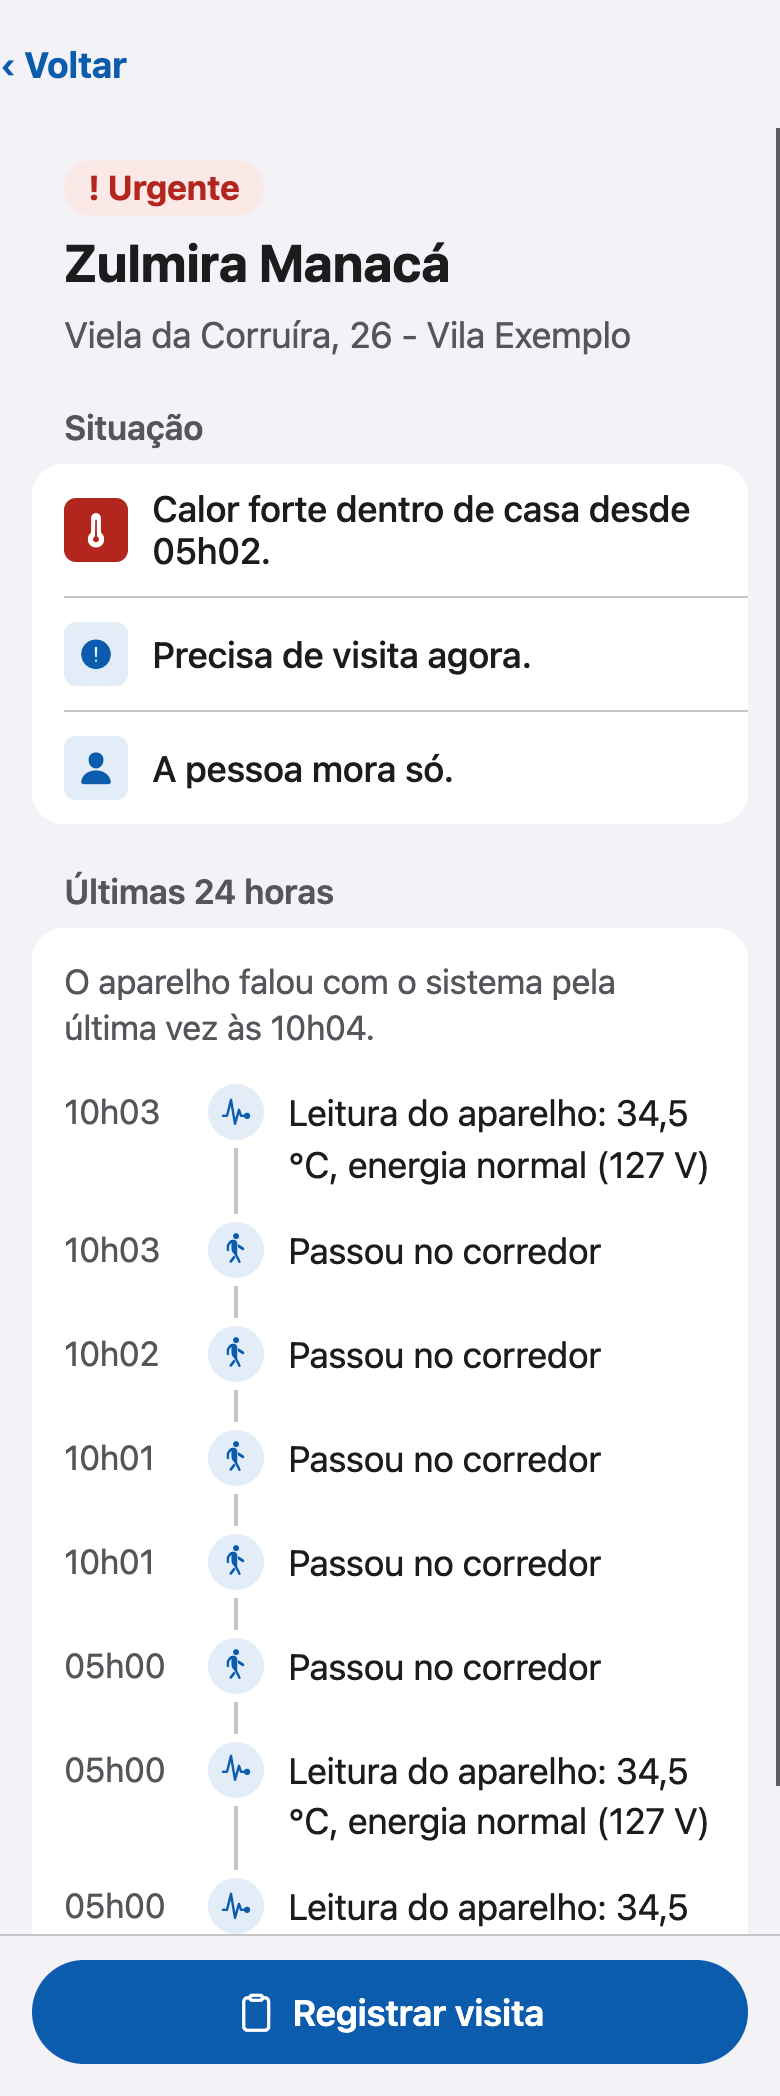 ‹ Voltar
! Urgente
Zulmira Manacá
Viela da Corruíra, 26 - Vila Exemplo
Situação
Calor forte dentro de casa desde
05h02.
Precisa de visita agora.
A pessoa mora só.
Últimas 24 horas
O aparelho falou com o sistema pela
última vez às 10h04.
10h03 Leitura do aparelho: 34,5
°C, energia normal (127 V)
10h03 Passou no corredor
10h02 Passou no corredor
10h01 Passou no corredor
10h01 Passou no corredor
05h00 Passou no corredor
05h00 Leitura do aparelho: 34,5
°C, energia normal (127 V)
05h00 Leitura do aparelho: 34,5
Registrar visita